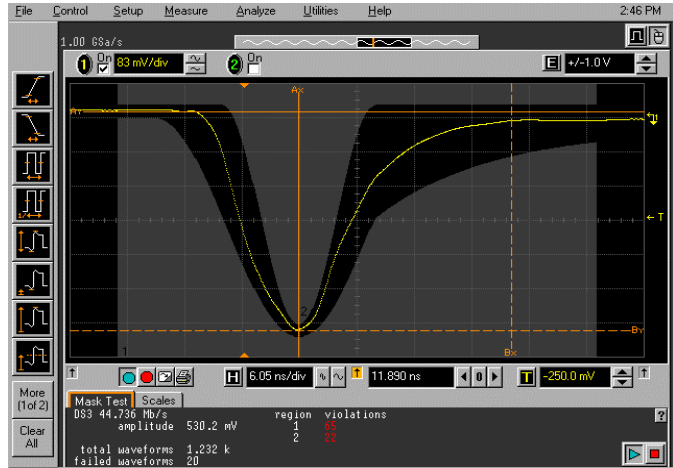 File Control Setup Measure Analyze Utilities Help 2:46 PM
1.00 GSa/s
1 On 83 mV/div 2 On E +/-1.0 V
Ax
Ay
1
T
2
By
1
Bx
H 6.05 ns/div 11.890 ns 0 T -250.0 mV
More
(1of 2)
Clear
All
Mask Test Scales
DS3 44.736 Mb/s region violations
amplitude 530.2 mV 1 65
2 22
total waveforms 1.232 k
failed waveforms 20
?